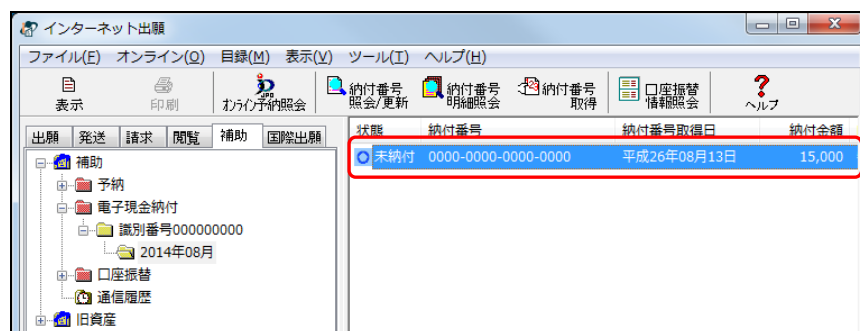 インターネット出願
ファイル(F) オンライン(O) 目録(M) 表示(V) ツール(T) ヘルプ(H)
表示
印刷
オンライン予納照会
納付番号
照会/更新
納付番号
明細照会
納付番号
取得
口座振替
情報照会
ヘルプ
出願 発送 請求 閲覧 補助 国際出願
状態 納付番号 納付番号取得日 納付金額
未納付 0000-0000-0000-0000 平成26年08月13日 15,000
補助
予納
電子現金納付
識別番号000000000
2014年08月
口座振替
通信履歴
旧資産